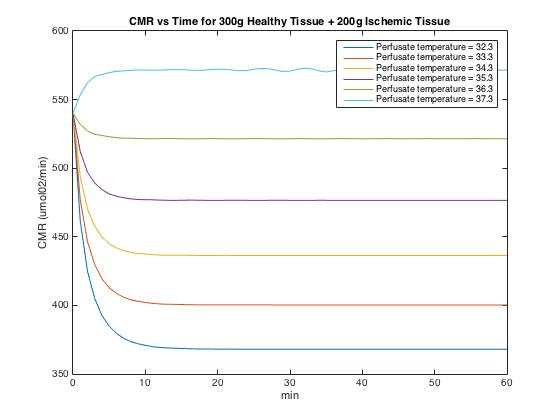 CMR vs Time for 300g Healthy Tissue + 200g Ischemic Tissue
600
550
500
450
400
350
CMR (umol02/min)
Perfusate temperature = 32.3
Perfusate temperature = 33.3
Perfusate temperature = 34.3
Perfusate temperature = 35.3
Perfusate temperature = 36.3
Perfusate temperature = 37.3
0 10 20 30 40 50 60
min